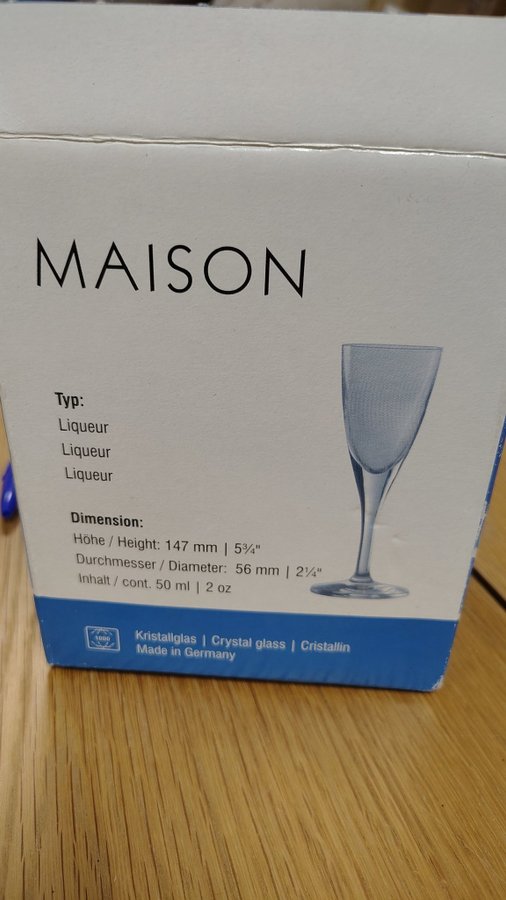 MAISON
Typ:
Liqueur
Liqueur
Liqueur
Dimension:
Höhe / Height: 147 mm | 5¾"
Durchmesser / Diameter: 56 mm | 2¼"
Inhalt / cont. 50 ml | 2 oz
1000
Kristallglas | Crystal glass | Cristallin
Made in Germany